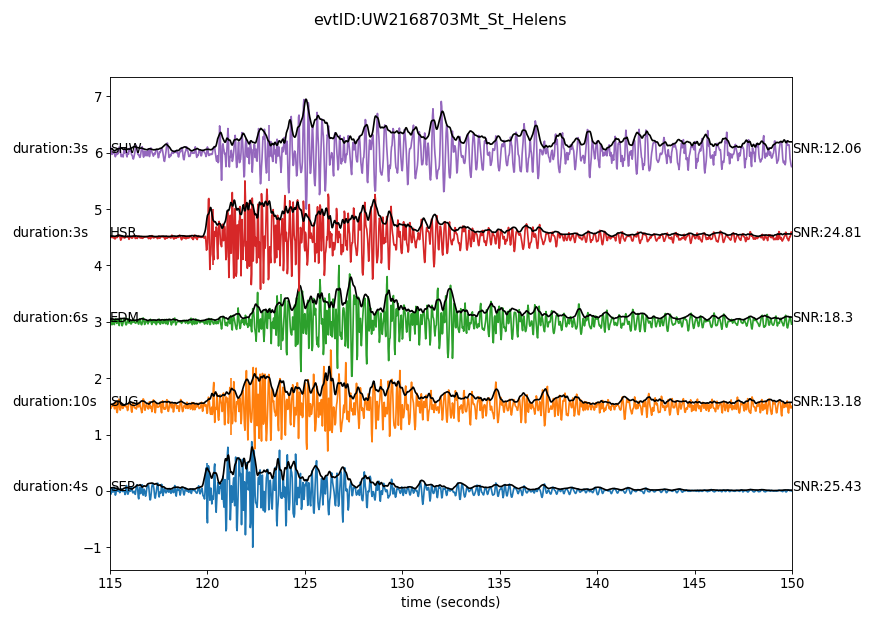 evtID:UW2168703Mt_St_Helens
7
duration:3s SHW 6 SNR:12.06
5
duration:3s HSR SNR:24.81
4
duration:6s EDM 3 SNR:18.3
2
duration:10s SUG SNR:13.18
1
duration:4s SEP 0 SNR:25.43
−1
115 120 125 130 135 140 145 150
time (seconds)